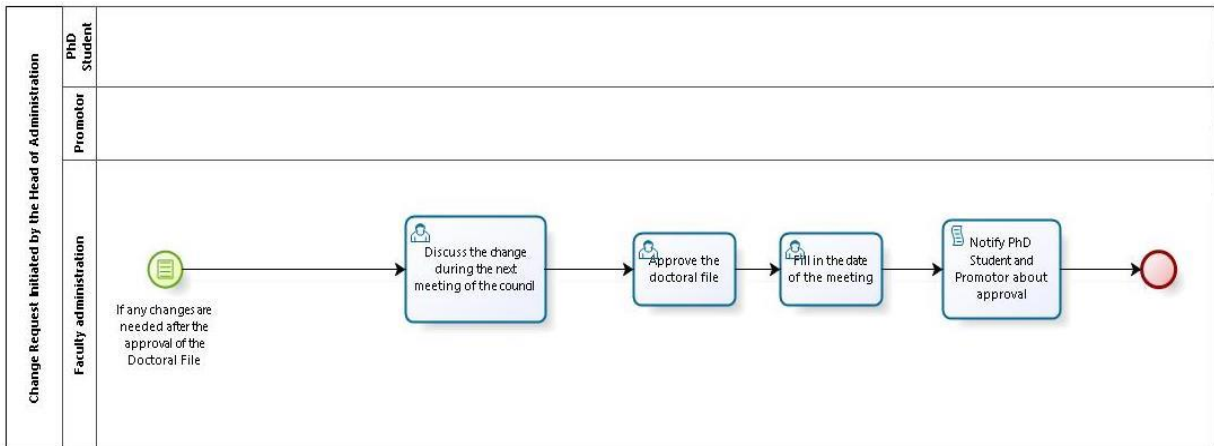 Change Request Initiated by the Head of Administration
PhD
Student
Promotor
Faculty administration
If any changes are
needed after the
approval of the
Doctoral File
Discuss the change
during the next
meeting of the council
Approve the
doctoral file
Fill in the date
of the meeting
Notify PhD
Student and
Promotor about
approval